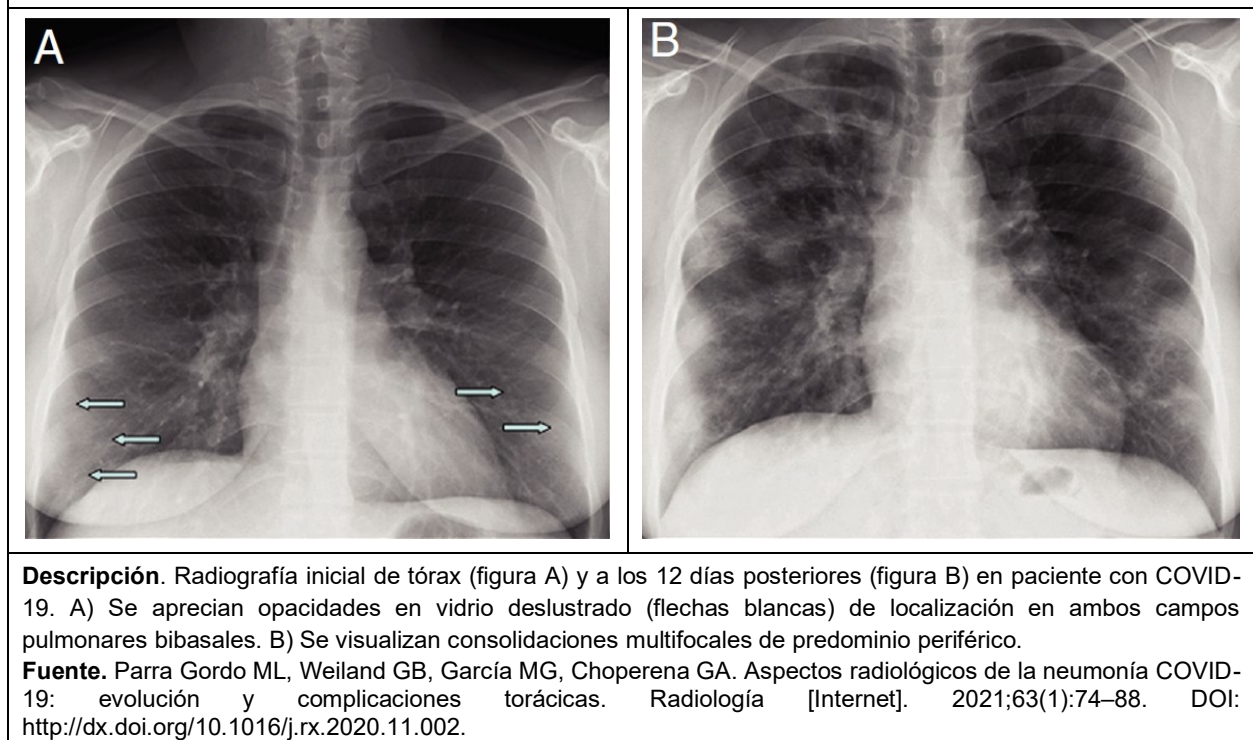 A
B
Descripción. Radiografía inicial de tórax (figura A) y a los 12 días posteriores (figura B) en paciente con COVID-
19. A) Se aprecian opacidades en vidrio deslustrado (flechas blancas) de localización en ambos campos
pulmonares bibasales. B) Se visualizan consolidaciones multifocales de predominio periférico.
Fuente. Parra Gordo ML, Weiland GB, García MG, Choperena GA. Aspectos radiológicos de la neumonía COVID-
19: evolución y complicaciones torácicas. Radiología [Internet]. 2021;63(1):74–88. DOI:
http://dx.doi.org/10.1016/j.rx.2020.11.002.